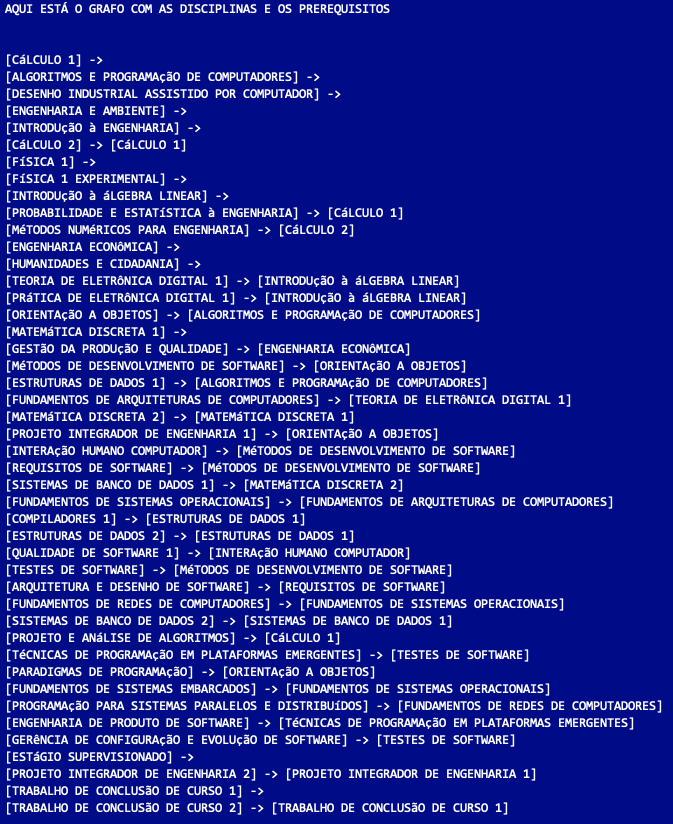 AQUI ESTÁ O GRAFO COM AS DISCIPLINAS E OS PREREQUISITOS
[CáLCULO 1] ->
[ALGORITMOS E PROGRAMAçãO DE COMPUTADORES] ->
[DESENHO INDUSTRIAL ASSISTIDO POR COMPUTADOR] ->
[ENGENHARIA E AMBIENTE] ->
[INTRODUçãO à ENGENHARIA] ->
[CáLCULO 2] -> [CáLCULO 1]
[FíSICA 1] ->
[FíSICA 1 EXPERIMENTAL] ->
[INTRODUçãO à áLGEBRA LINEAR] ->
[PROBABILIDADE E ESTATíSTICA à ENGENHARIA] -> [CáLCULO 1]
[MéTODOS NUMéRICOS PARA ENGENHARIA] -> [CáLCULO 2]
[ENGENHARIA ECONôMICA] ->
[HUMANIDADES E CIDADANIA] ->
[TEORIA DE ELETRôNICA DIGITAL 1] -> [INTRODUçãO à áLGEBRA LINEAR]
[PRáTICA DE ELETRôNICA DIGITAL 1] -> [INTRODUçãO à áLGEBRA LINEAR]
[ORIENTAçãO A OBJETOS] -> [ALGORITMOS E PROGRAMAçãO DE COMPUTADORES]
[MATEMáTICA DISCRETA 1] ->
[GESTãO DA PRODUçãO E QUALIDADE] -> [ENGENHARIA ECONôMICA]
[MéTODOS DE DESENVOLVIMENTO DE SOFTWARE] -> [ORIENTAçãO A OBJETOS]
[ESTRUTURAS DE DADOS 1] -> [ALGORITMOS E PROGRAMAçãO DE COMPUTADORES]
[FUNDAMENTOS DE ARQUITETURAS DE COMPUTADORES] -> [TEORIA DE ELETRôNICA DIGITAL 1]
[MATEMáTICA DISCRETA 2] -> [MATEMáTICA DISCRETA 1]
[PROJETO INTEGRADOR DE ENGENHARIA 1] -> [ORIENTAçãO A OBJETOS]
[INTERAçãO HUMANO COMPUTADOR] -> [MéTODOS DE DESENVOLVIMENTO DE SOFTWARE]
[REQUISITOS DE SOFTWARE] -> [MéTODOS DE DESENVOLVIMENTO DE SOFTWARE]
[SISTEMAS DE BANCO DE DADOS 1] -> [MATEMáTICA DISCRETA 2]
[FUNDAMENTOS DE SISTEMAS OPERACIONAIS] -> [FUNDAMENTOS DE ARQUITETURAS DE COMPUTADORES]
[COMPILADORES 1] -> [ESTRUTURAS DE DADOS 1]
[ESTRUTURAS DE DADOS 2] -> [ESTRUTURAS DE DADOS 1]
[QUALIDADE DE SOFTWARE 1] -> [INTERAçãO HUMANO COMPUTADOR]
[TESTES DE SOFTWARE] -> [MéTODOS DE DESENVOLVIMENTO DE SOFTWARE]
[ARQUITETURA E DESENHO DE SOFTWARE] -> [REQUISITOS DE SOFTWARE]
[FUNDAMENTOS DE REDES DE COMPUTADORES] -> [FUNDAMENTOS DE SISTEMAS OPERACIONAIS]
[SISTEMAS DE BANCO DE DADOS 2] -> [SISTEMAS DE BANCO DE DADOS 1]
[PROJETO E ANáLISE DE ALGORITMOS] -> [CáLCULO 1]
[TéCNICAS DE PROGRAMAçãO EM PLATAFORMAS EMERGENTES] -> [TESTES DE SOFTWARE]
[PARADIGMAS DE PROGRAMAçãO] -> [ORIENTAçãO A OBJETOS]
[FUNDAMENTOS DE SISTEMAS EMBARCADOS] -> [FUNDAMENTOS DE SISTEMAS OPERACIONAIS]
[PROGRAMAçãO PARA SISTEMAS PARALELOS E DISTRIBUíDOS] -> [FUNDAMENTOS DE REDES DE COMPUTADORES]
[ENGENHARIA DE PRODUTO DE SOFTWARE] -> [TéCNICAS DE PROGRAMAçãO EM PLATAFORMAS EMERGENTES]
[GERêNCIA DE CONFIGURAçãO E EVOLUçãO DE SOFTWARE] -> [TESTES DE SOFTWARE]
[ESTáGIO SUPERVISIONADO] ->
[PROJETO INTEGRADOR DE ENGENHARIA 2] -> [PROJETO INTEGRADOR DE ENGENHARIA 1]
[TRABALHO DE CONCLUSãO DE CURSO 1] ->
[TRABALHO DE CONCLUSãO DE CURSO 2] -> [TRABALHO DE CONCLUSãO DE CURSO 1]